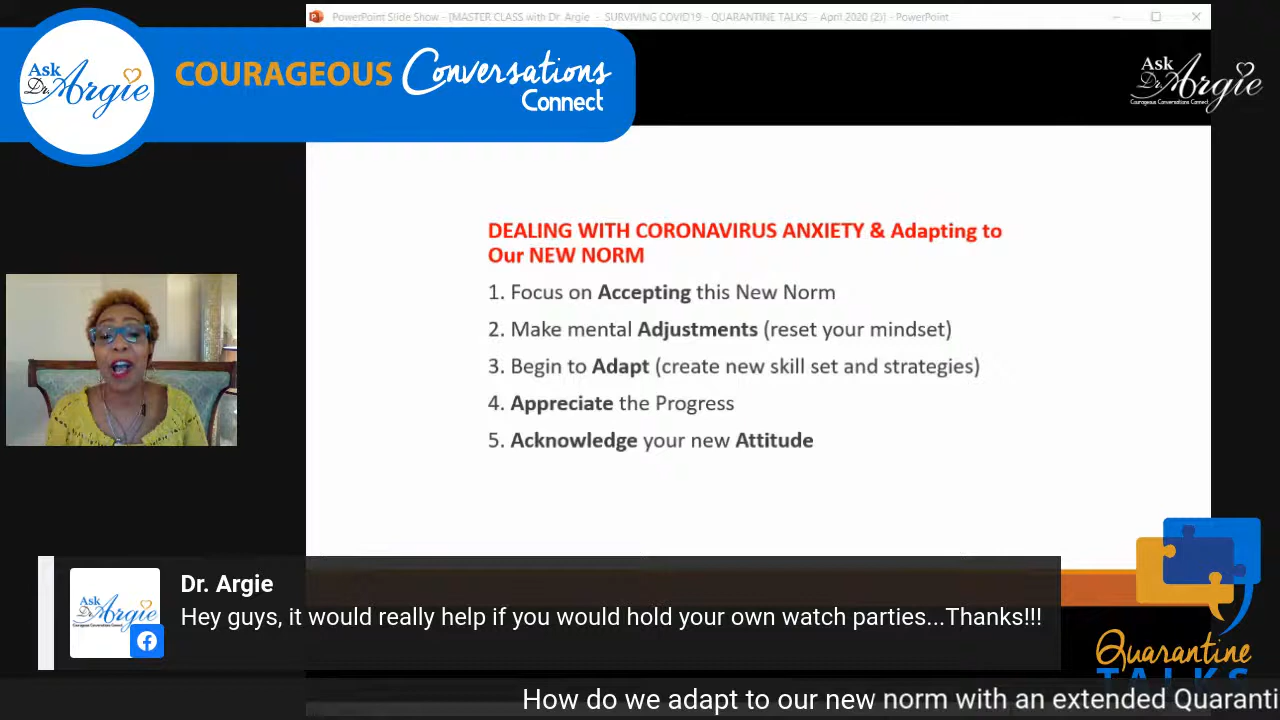 PowerPoint Slide Show - [MASTER CLASS with Dr. Argie - SURVIVING COVID19 - QUARANTINE TALKS - April 2020 (2)] - PowerPoint
Ask
Dr. Argie
COURAGEOUS Conversations
Connect
Ask
Dr. Argie
Courageous Conversations Connect
DEALING WITH CORONAVIRUS ANXIETY & Adapting to
Our NEW NORM
1. Focus on Accepting this New Norm
2. Make mental Adjustments (reset your mindset)
3. Begin to Adapt (create new skill set and strategies)
4. Appreciate the Progress
5. Acknowledge your new Attitude
Ask
Dr. Argie
Courageous Conversations Connect
Dr. Argie
Hey guys, it would really help if you would hold your own watch parties...Thanks!!!
Quarantine
TALKS
How do we adapt to our new norm with an extended Quaranti